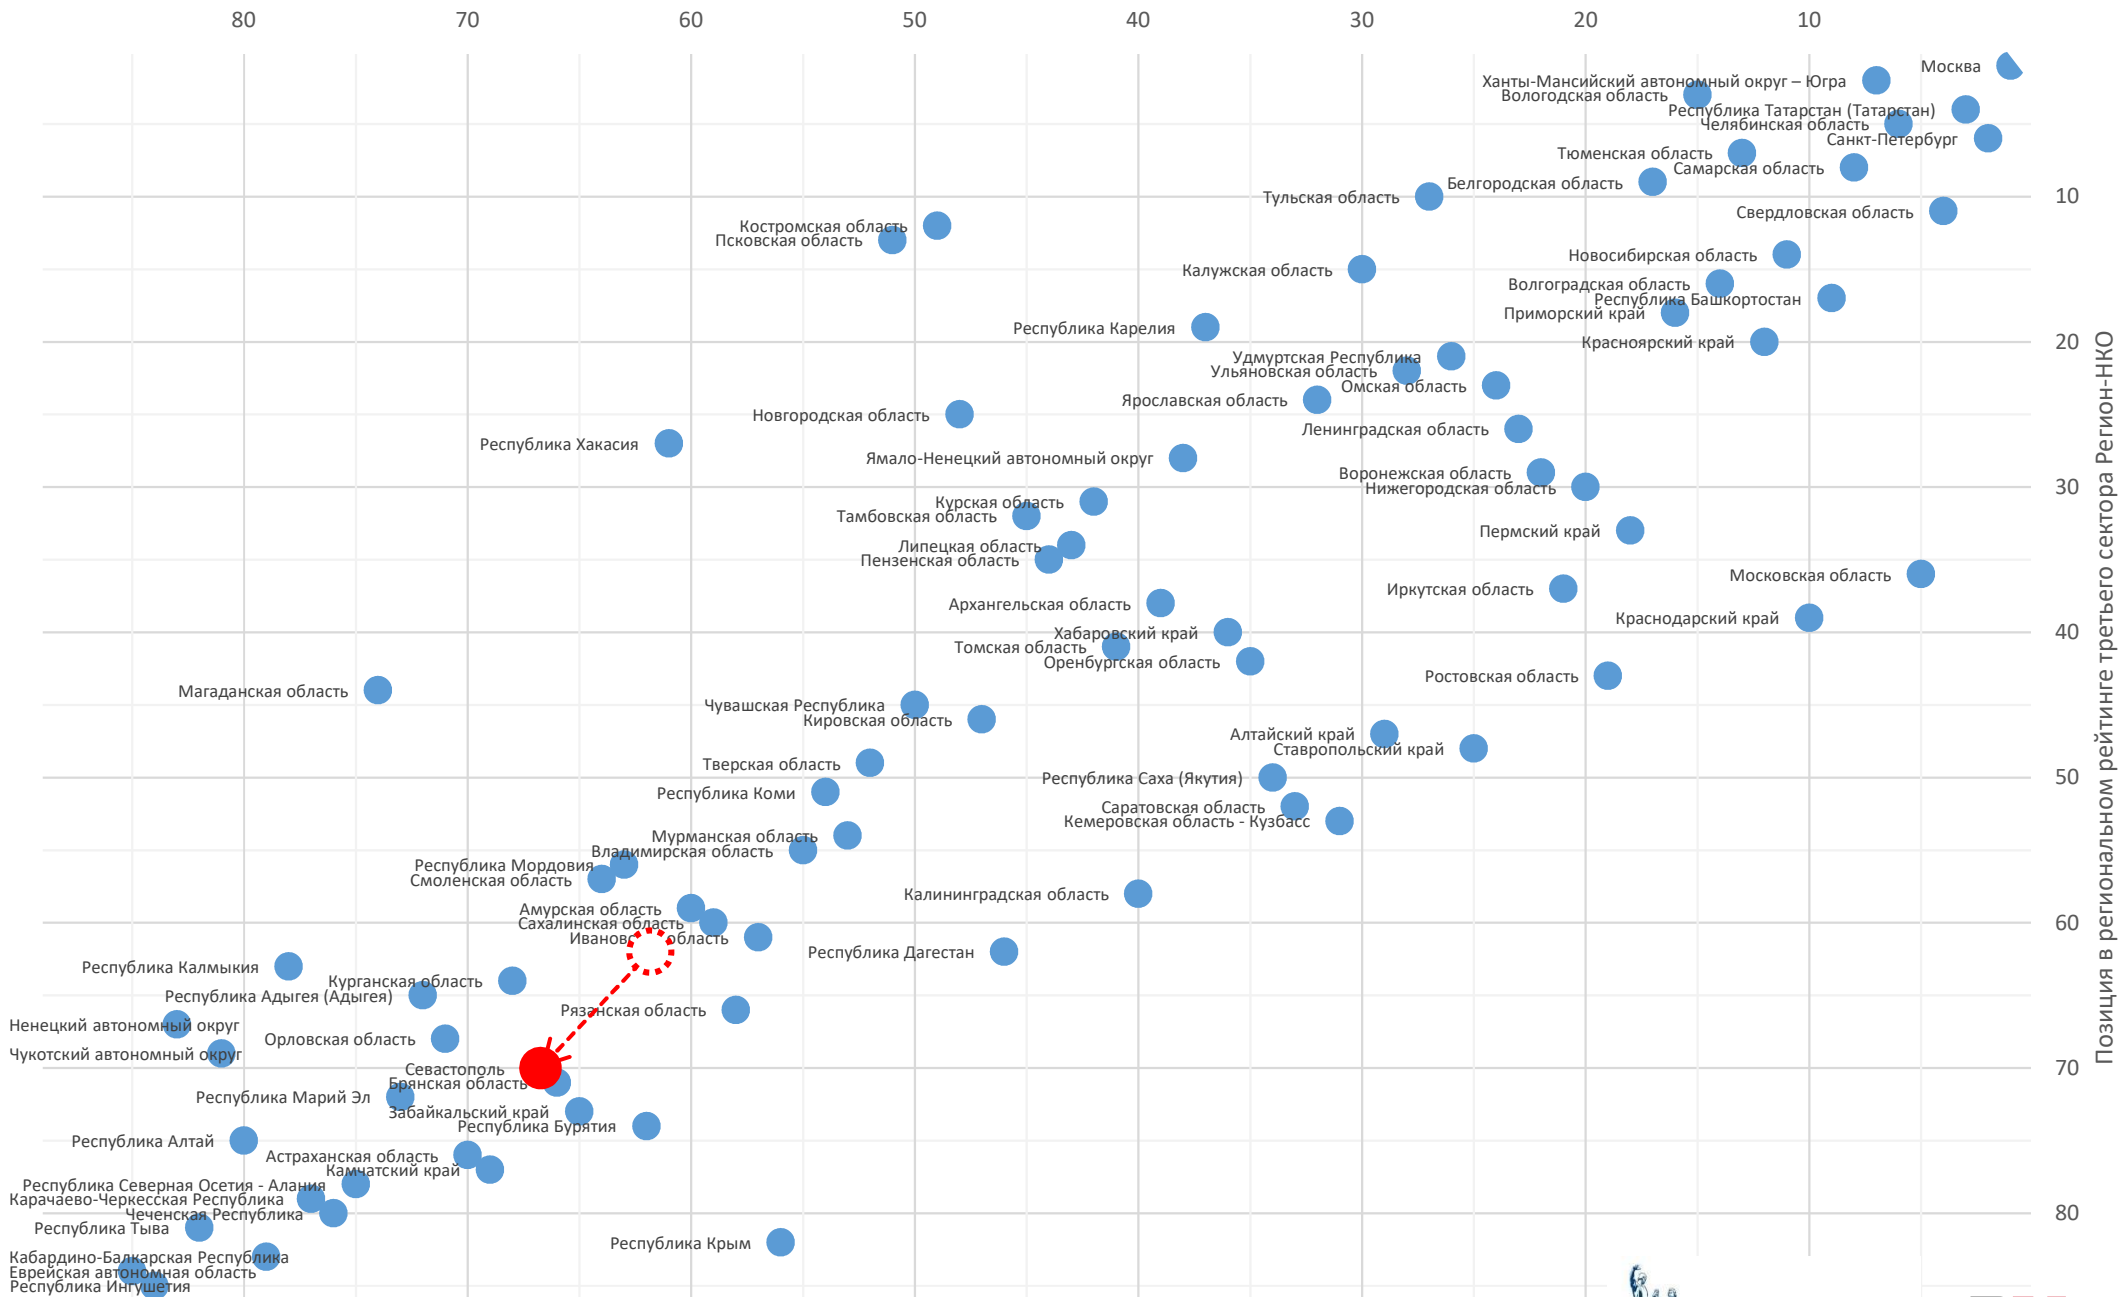 80 70 60 50 40 30 20 10
Москва
Ханты-Мансийский автономный округ – Югра
Вологодская область
Республика Татарстан (Татарстан)
Челябинская область
Санкт-Петербург
Тюменская область
Самарская область
Белгородская область
Тульская область
10
Свердловская область
Костромская область
Псковская область
Новосибирская область
Калужская область
Волгоградская область
Республика Башкортостан
Приморский край
Республика Карелия
Красноярский край
20
Удмуртская Республика
Ульяновская область
Омская область
Ярославская область
Новгородская область
Ленинградская область
Республика Хакасия
Ямало-Ненецкий автономный округ
Воронежская область
Нижегородская область
30
Курская область
Тамбовская область
Пермский край
Липецкая область
Пензенская область
Московская область
Иркутская область
Архангельская область
Краснодарский край
Хабаровский край
40
Томская область
Оренбургская область
Ростовская область
Магаданская область
Чувашская Республика
Кировская область
Алтайский край
Ставропольский край
Тверская область
Республика Саха (Якутия)
50
Республика Коми
Саратовская область
Кемеровская область - Кузбасс
Мурманская область
Владимирская область
Республика Мордовия
Смоленская область
Калининградская область
Амурская область
Сахалинская область
60
Иванов область
Республика Дагестан
Республика Калмыкия
Курганская область
Республика Адыгея (Адыгея)
Рязанская область
Ненецкий автономный округ
Орловская область
Чукотский автономный округ
Севастополь
70
Брянская область
Республика Марий Эл
Забайкальский край
Республика Бурятия
Республика Алтай
Астраханская область
Камчатский край
Республика Северная Осетия - Алания
Карачаево-Черкесская Республика
Чеченская Республика
80
Республика Тыва
Республика Крым
Кабардино-Балкарская Республика
Еврейская автономная область
Республика Ингушетия
Позиция в региональном рейтинге третьего сектора Регион-НКО